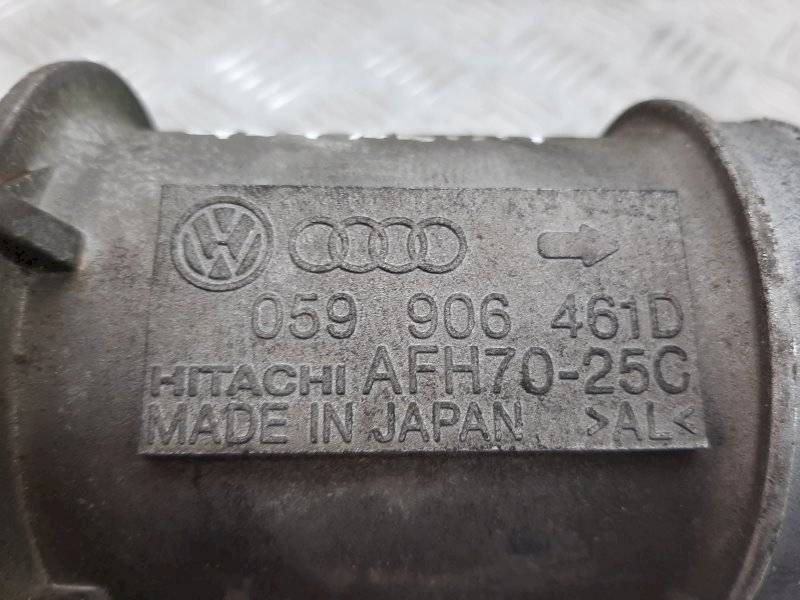 059 906 461D
HITACHI AFH70-25C
MADE IN JAPAN >AL<